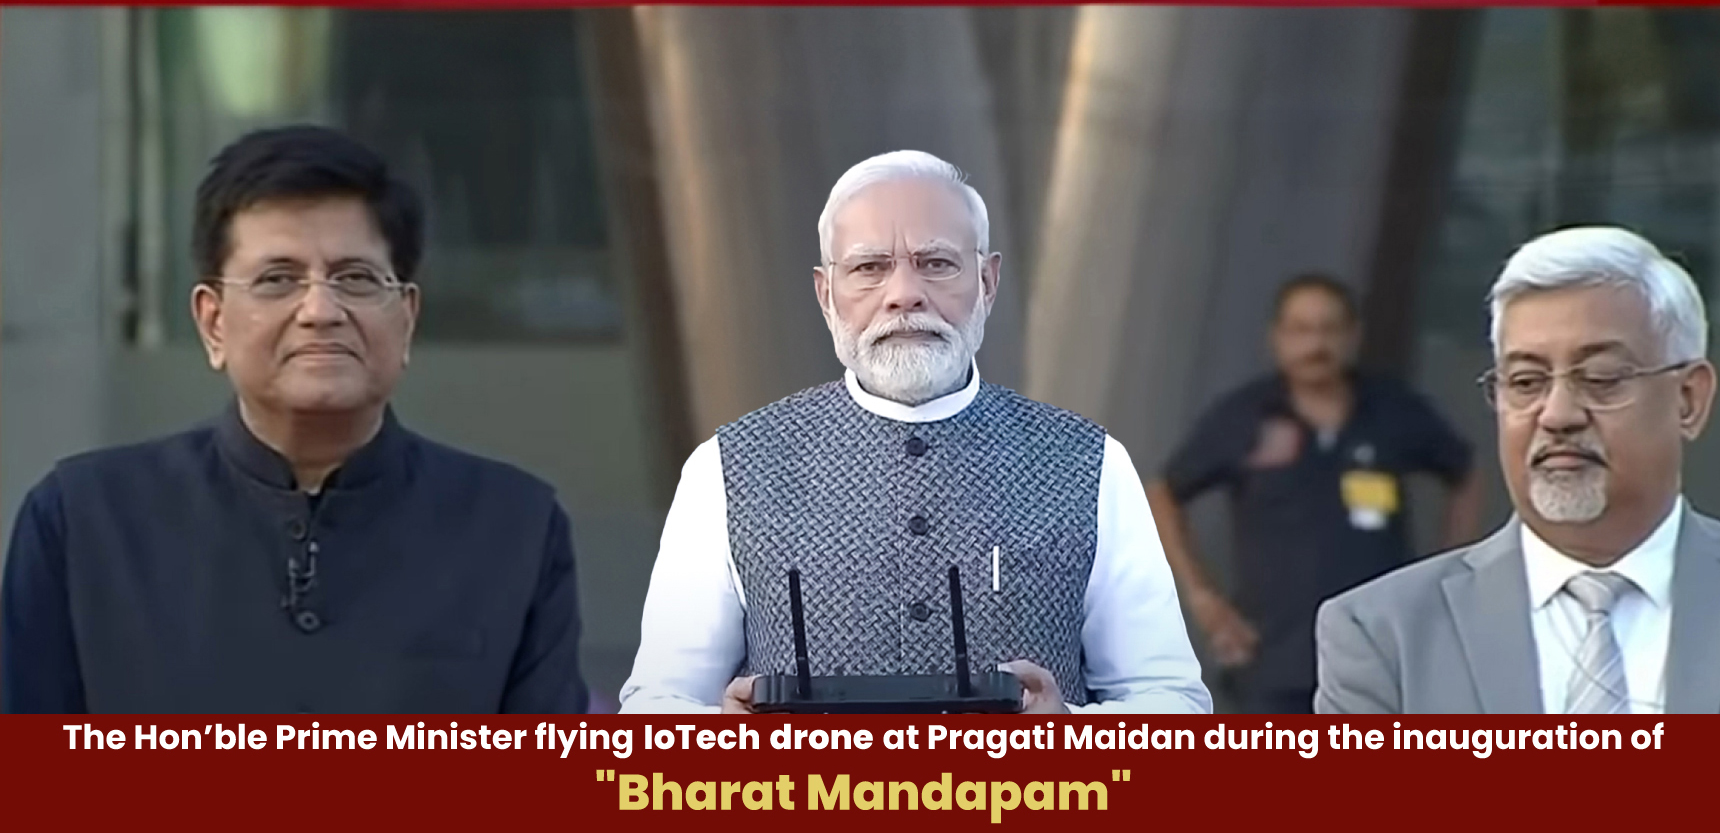 The Hon’ble Prime Minister flying IoTech drone at Pragati Maidan during the inauguration of
"Bharat Mandapam"